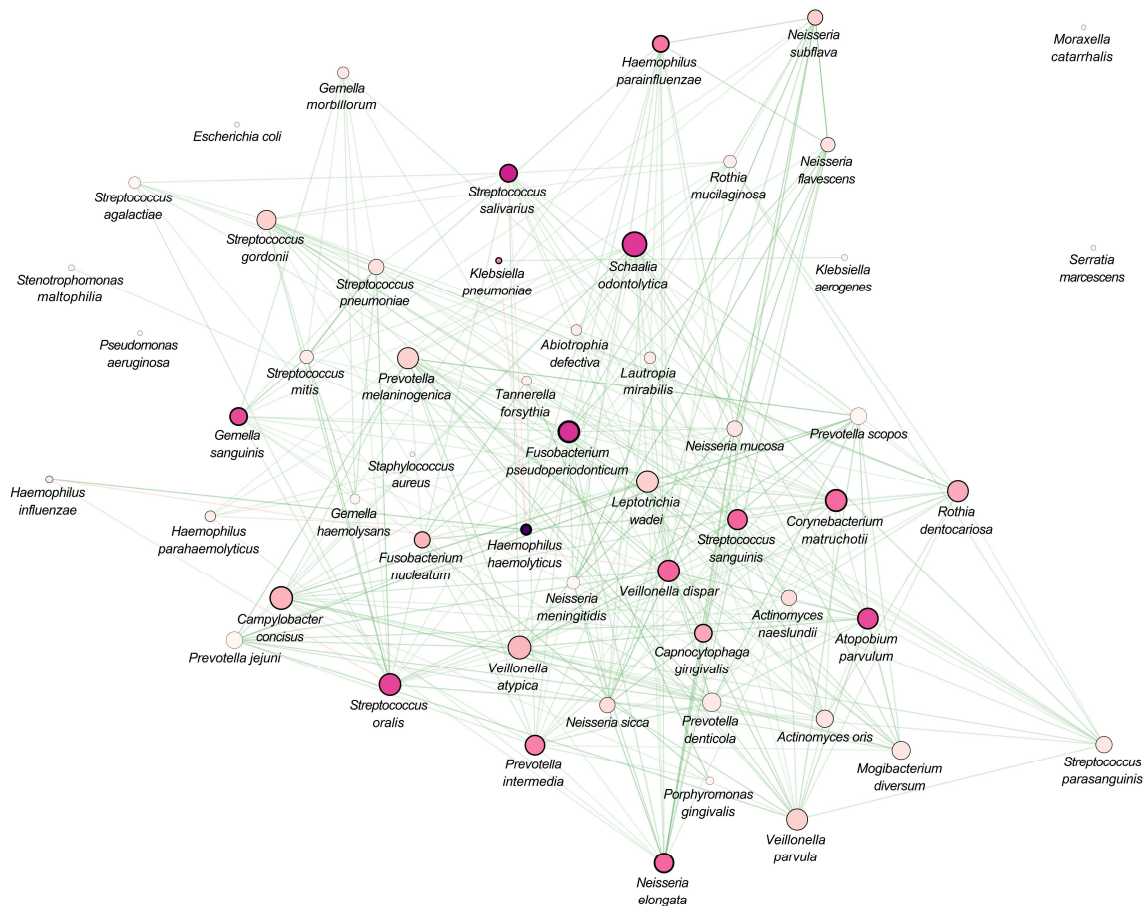 Neisseria
subflava
Moraxella
catarrhalis
Haemophilus
parainfluenzae
Gemella
morbillorum
Escherichia coli
Neisseria
flavescens
Rothia
mucilaginosa
Streptococcus
salivarius
Streptococcus
agalactiae
Streptococcus
gordonii
Schaalia
odontolytica
Klebsiella
pneumoniae
Klebsiella
aerogenes
Serratia
marcescens
Stenotrophomonas
maltophilia
Streptococcus
pneumoniae
Pseudomonas
aeruginosa
Abiotrophia
defectiva
Streptococcus
mitis
Prevotella
melaninogenica
Lautropia
mirabilis
Tannerella
forsythia
Gemella
sanguinis
Fusobacterium
pseudoperiodonticum
Neisseria mucosa
Prevotella scopos
Staphylococcus
aureus
Haemophilus
influenzae
Leptotrichia
wadei
Rothia
dentocariosa
Gemella
haemolysans
Haemophilus
parahaemolyticus
Corynebacterium
matruchotii
Streptococcus
sanguinis
Haemophilus
haemolyticus
Fusobacterium
nucleatum
Veillonella dispar
Neisseria
meningitidis
Campylobacter
concisus
Actinomyces
naeslundii
Atopobium
parvulum
Prevotella jejuni
Capnocytophaga
gingivalis
Veillonella
atypica
Streptococcus
oralis
Neisseria sicca
Prevotella
denticola
Actinomyces oris
Prevotella
intermedia
Mogibacterium
diversum
Streptococcus
parasanguinis
Porphyromonas
gingivalis
Veillonella
parvula
Neisseria
elongata